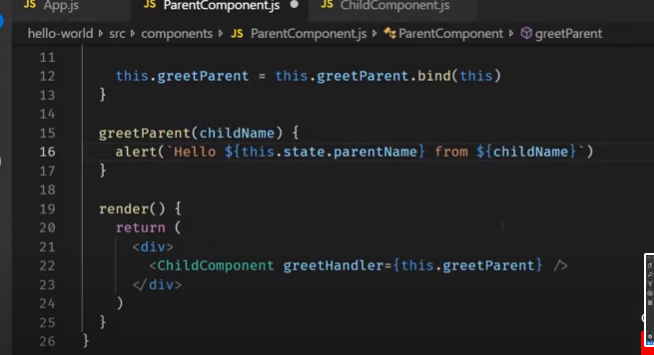 JS App.js JS ParentComponent.js ● JS ChildComponent.js
hello-world > src > components > JS ParentComponent.js > ParentComponent > greetParent
11
12 this.greetParent = this.greetParent.bind(this)
13 }
14
15 greetParent(childName) {
16 alert(`Hello ${this.state.parentName} from ${childName}`)
17 }
18
19 render() {
20 return (
21 <div>
22 <ChildComponent greetHandler={this.greetParent} />
23 </div>
24 )
25 }
26 }